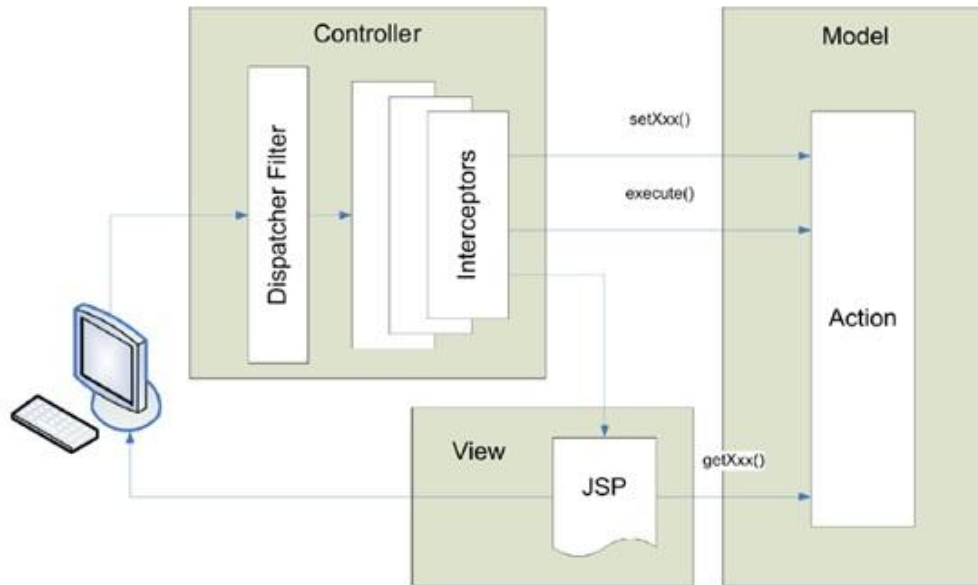 Controller
Model
Dispatcher Filter
Interceptors
setXxx()
execute()
Action
View
JSP
getXxx()